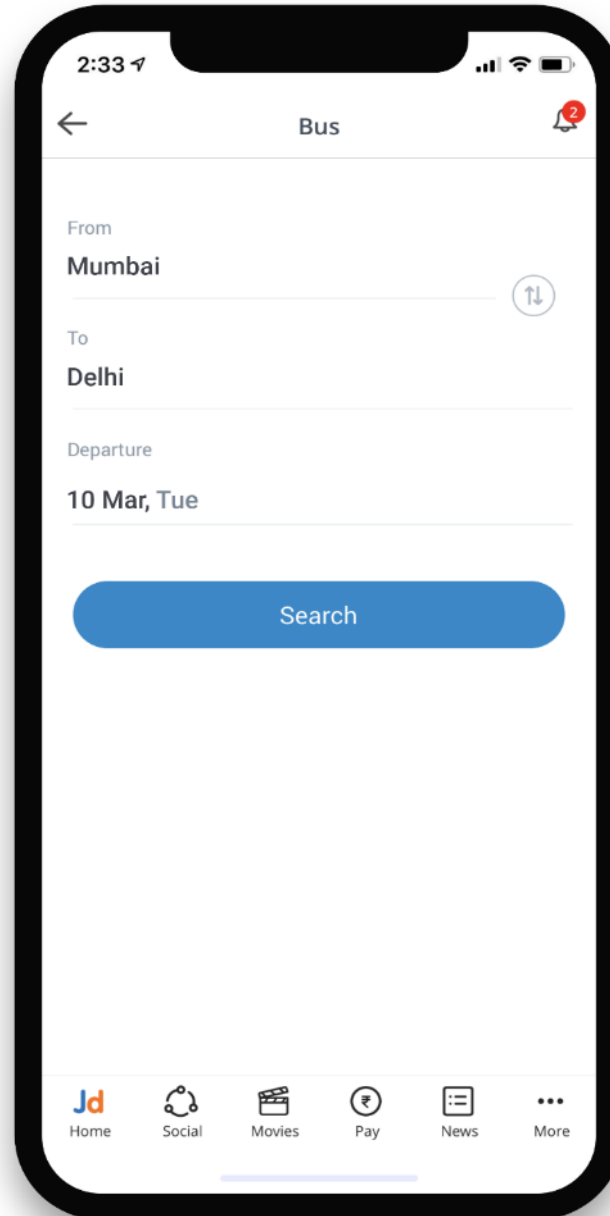 2:33
Bus
2
From
Mumbai
To
Delhi
Departure
10 Mar, Tue
Search
Jd
Home Social Movies Pay News More